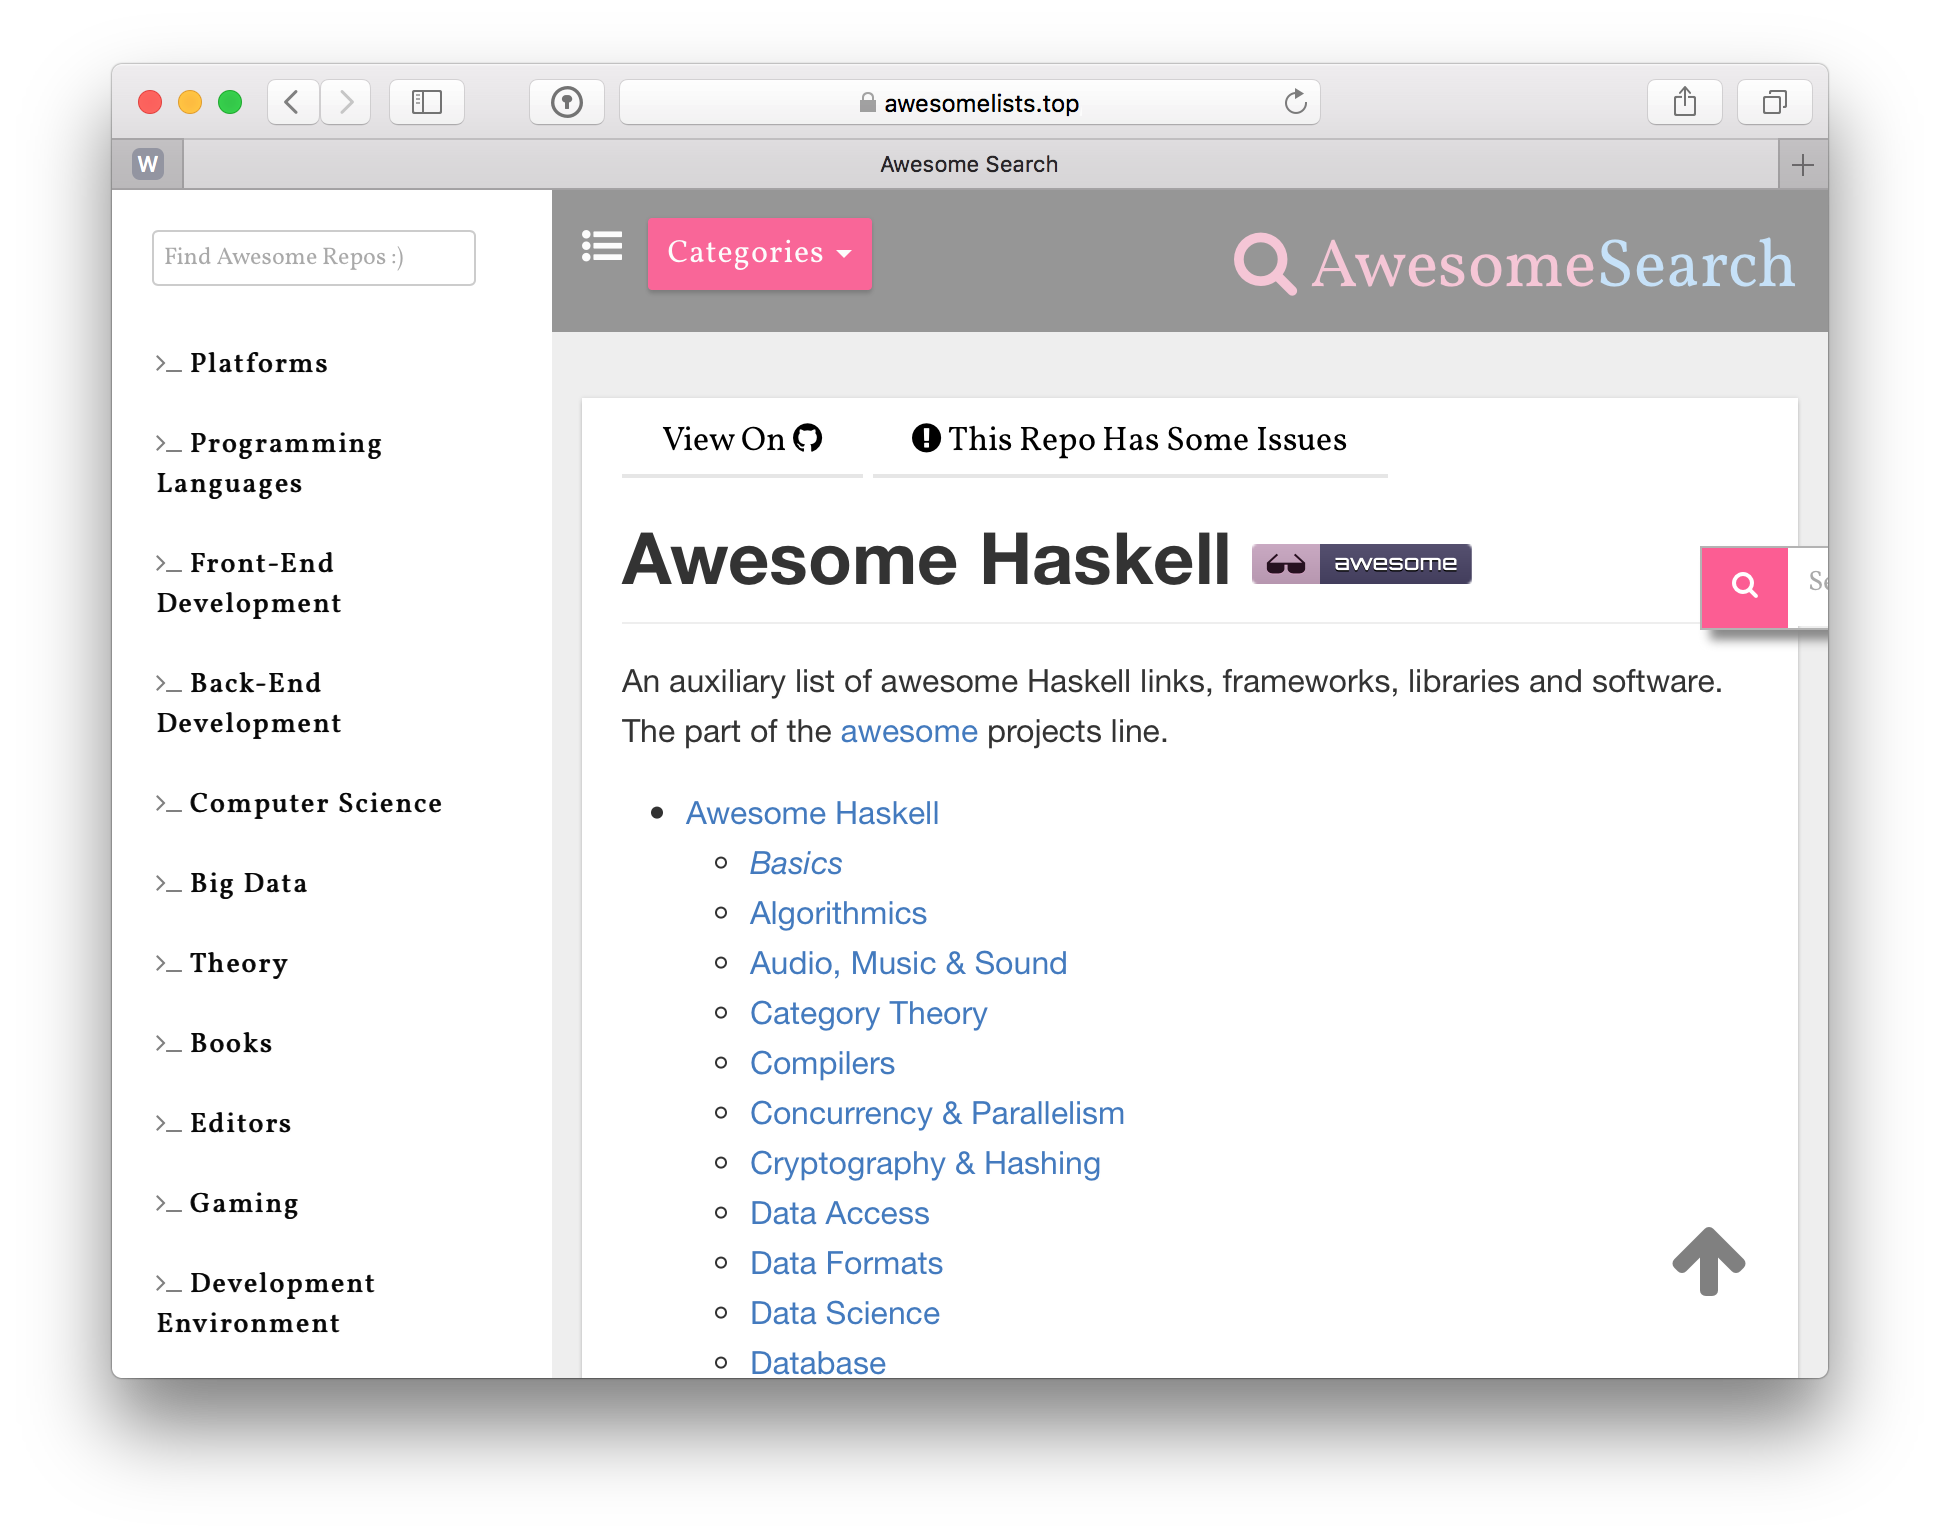 awesomelists.top
W
Awesome Search
Find Awesome Repos :)
>_ Platforms
>_ Programming
Languages
>_ Front-End
Development
>_ Back-End
Development
>_ Computer Science
>_ Big Data
>_ Theory
>_ Books
>_ Editors
>_ Gaming
>_ Development
Environment
Categories
AwesomeSearch
View On
This Repo Has Some Issues
Awesome Haskell
awesome
Se
An auxiliary list of awesome Haskell links, frameworks, libraries and software.
The part of the awesome projects line.
Awesome Haskell
Basics
Algorithmics
Audio, Music & Sound
Category Theory
Compilers
Concurrency & Parallelism
Cryptography & Hashing
Data Access
Data Formats
Data Science
Database